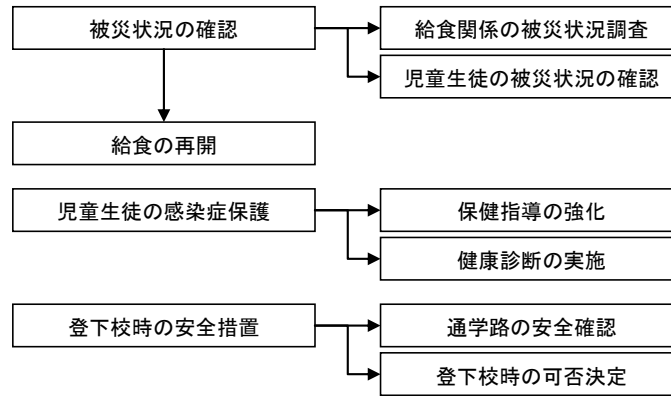 被災状況の確認
給食関係の被災状況調査
児童生徒の被災状況の確認
給食の再開
児童生徒の感染症保護
保健指導の強化
健康診断の実施
登下校時の安全措置
通学路の安全確認
登下校時の可否決定